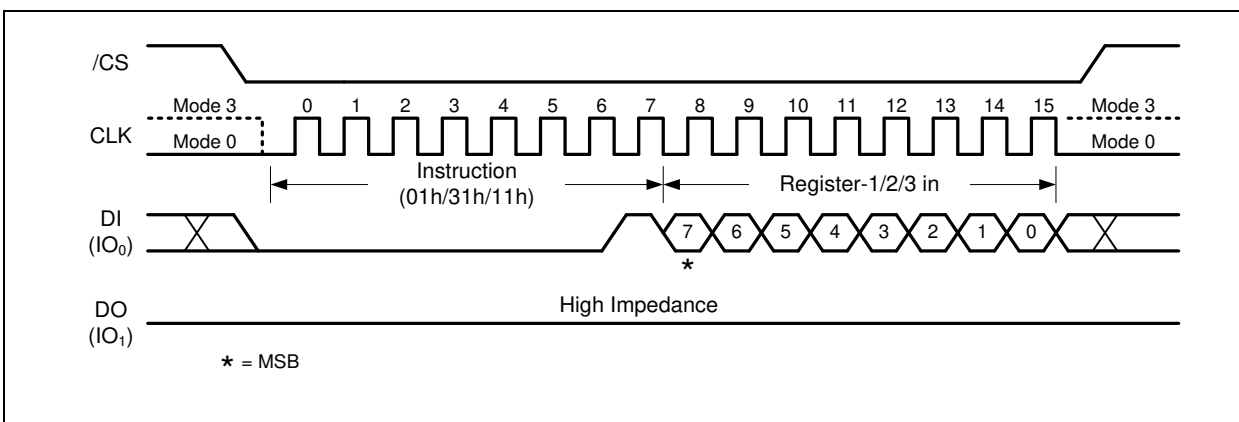 /CS
Mode 3 0 1 2 3 4 5 6 7 8 9 10 11 12 13 14 15 Mode 3
CLK
Mode 0 Mode 0
Instruction
(01h/31h/11h)
Register-1/2/3 in
DI
(IO₀)
7 6 5 4 3 2 1 0
*
High Impedance
DO
(IO₁)
* = MSB